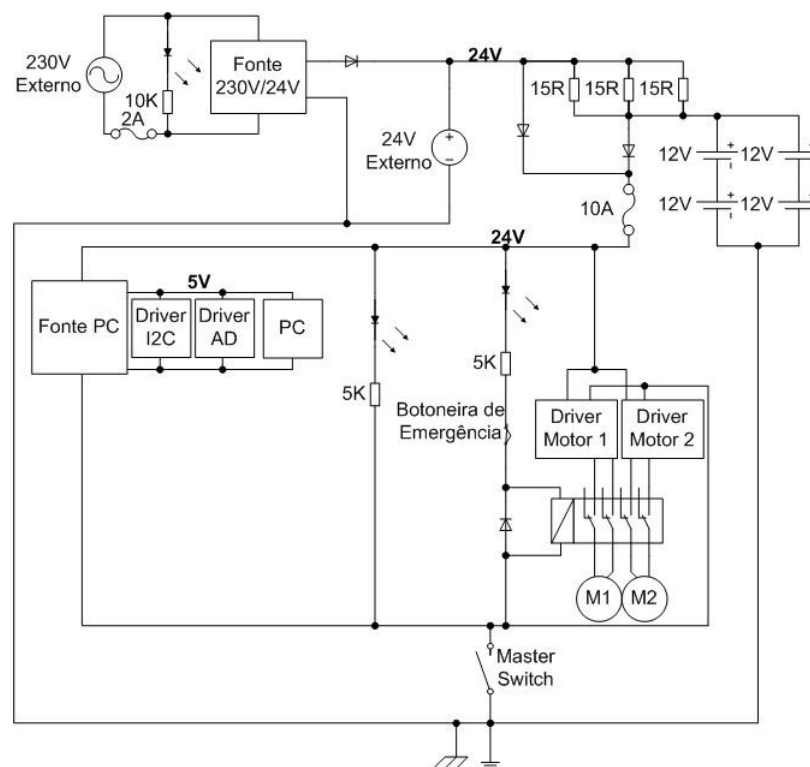 230V
Externo
10K
2A
Fonte
230V/24V
24V
24V
Externo
15R
15R
15R
12V
12V
12V
12V
10A
24V
Fonte PC
5V
Driver
I2C
Driver
AD
PC
5K
5K
Botoneira de
Emergência
Driver
Motor 1
Driver
Motor 2
M1
M2
Master
Switch